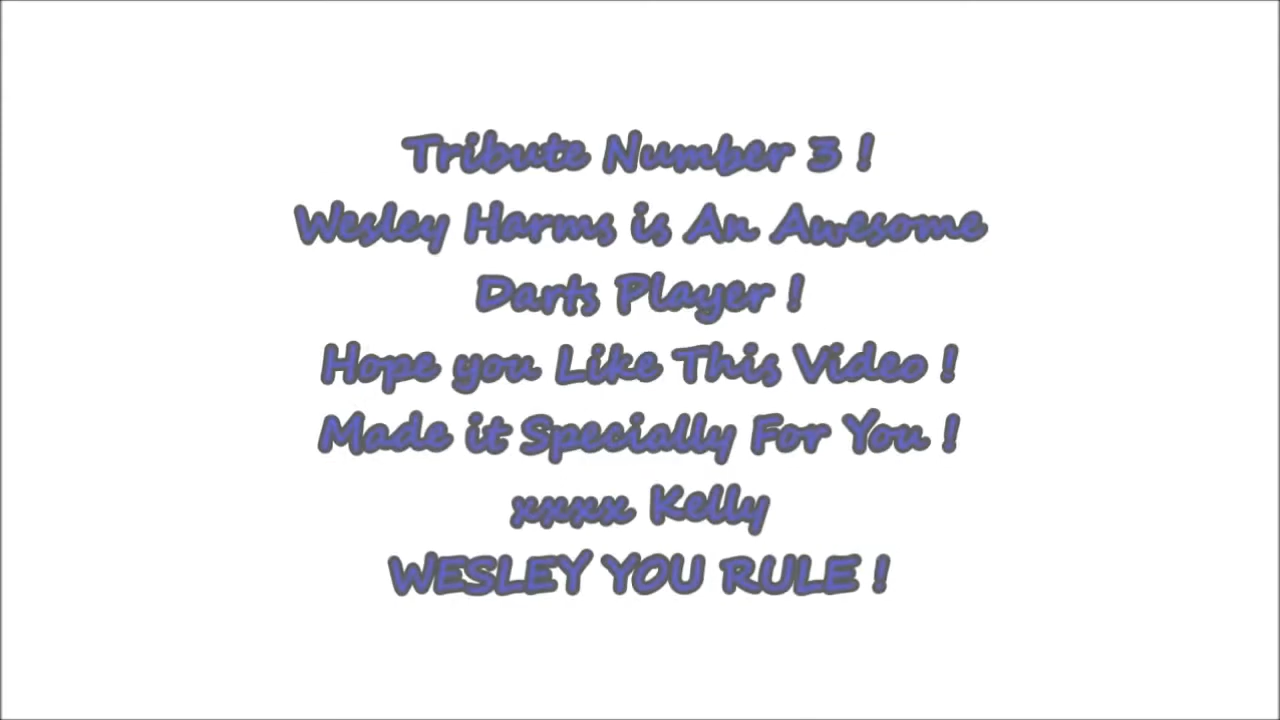 Tribute Number 3 !
Wesley Harms is An Awesome
Darts Player !
Hope you Like This Video !
Made it Specially For You !
xxxx Kelly
WESLEY YOU RULE !